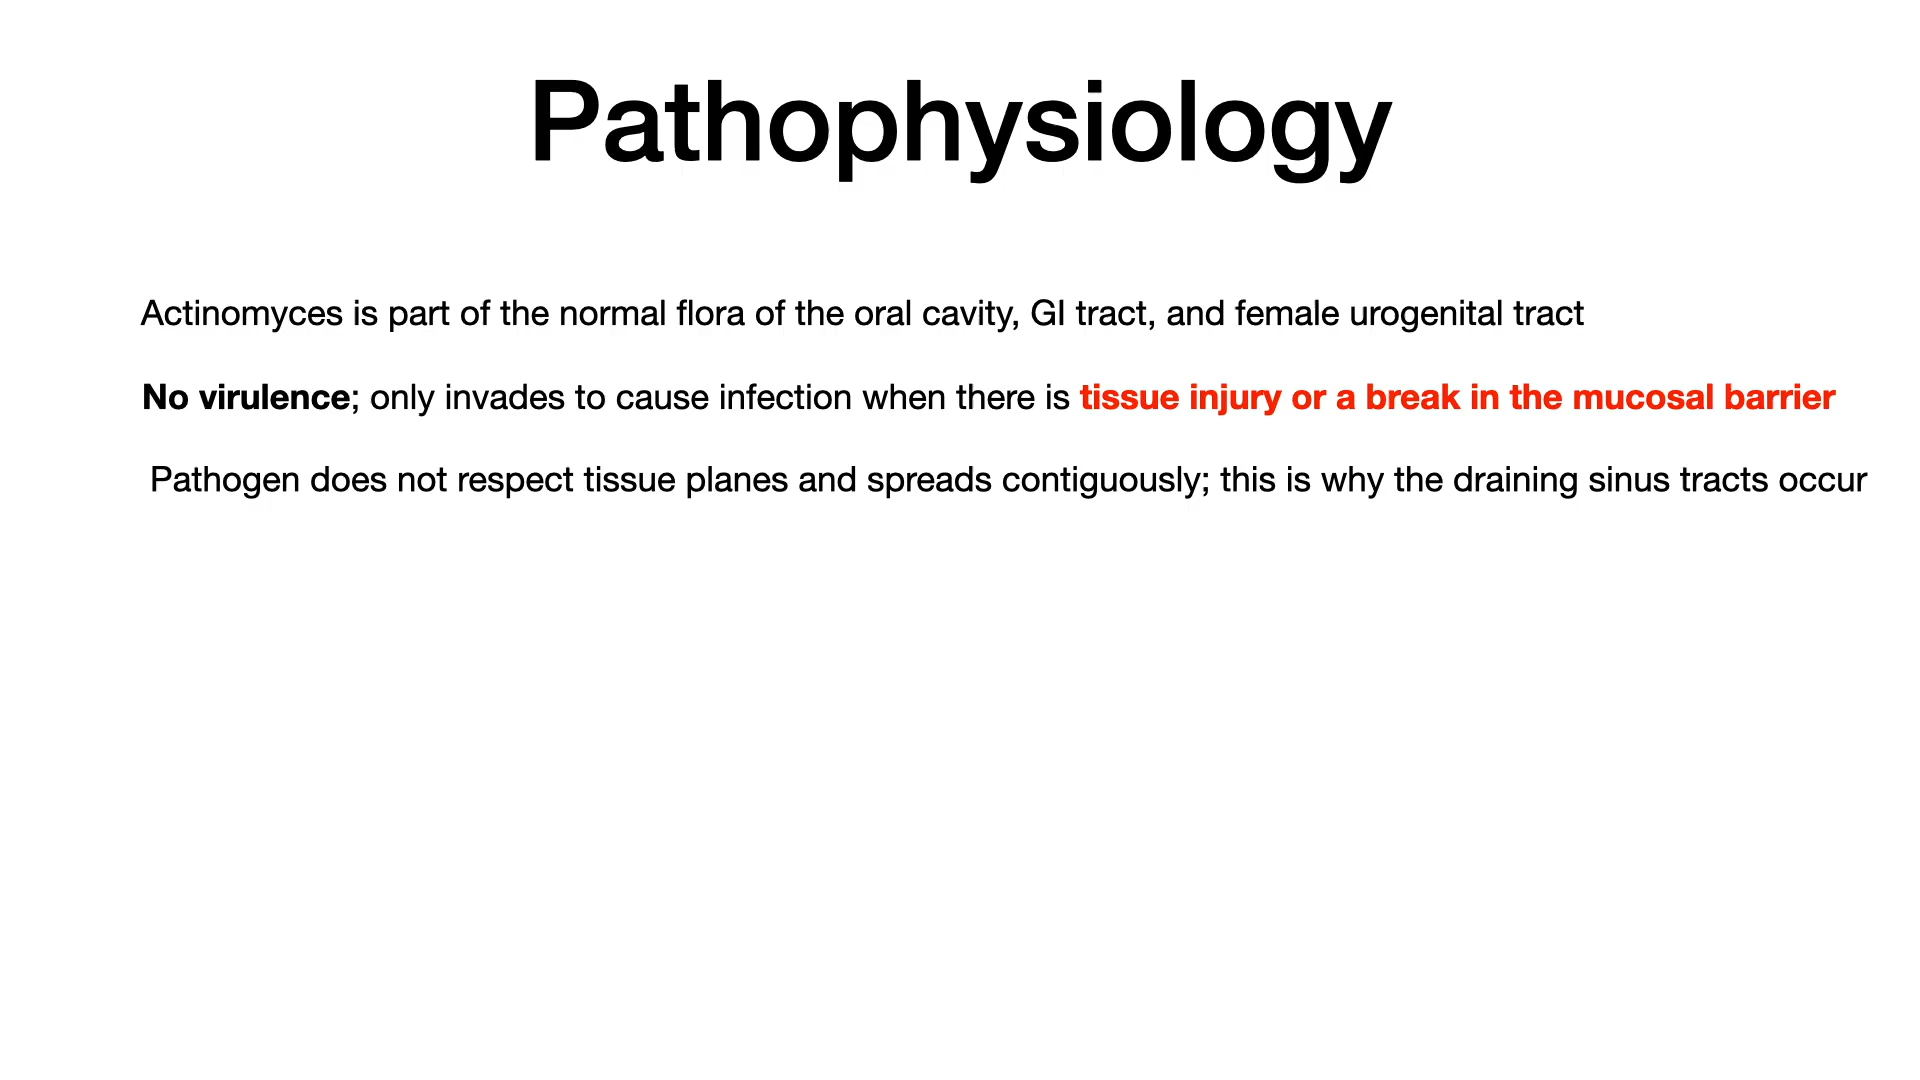 Pathophysiology
Actinomyces is part of the normal flora of the oral cavity, GI tract, and female urogenital tract
No virulence; only invades to cause infection when there is tissue injury or a break in the mucosal barrier
Pathogen does not respect tissue planes and spreads contiguously; this is why the draining sinus tracts occur